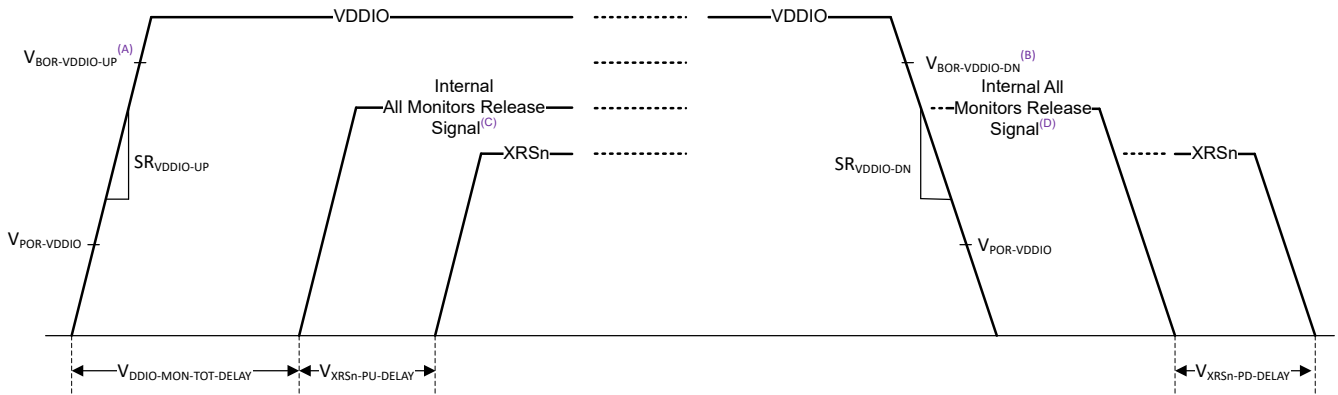 VDDIO
VDDIO
VBOR-VDDIO-UP(A)
VBOR-VDDIO-DN(B)
Internal
All Monitors Release
Signal(C)
Internal All
Monitors Release
Signal(D)
XRSn
XRSn
SRVDDIO-UP
SRVDDIO-DN
VPOR-VDDIO
VPOR-VDDIO
VDDIO-MON-TOT-DELAY
VXRSn-PU-DELAY
VXRSn-PD-DELAY